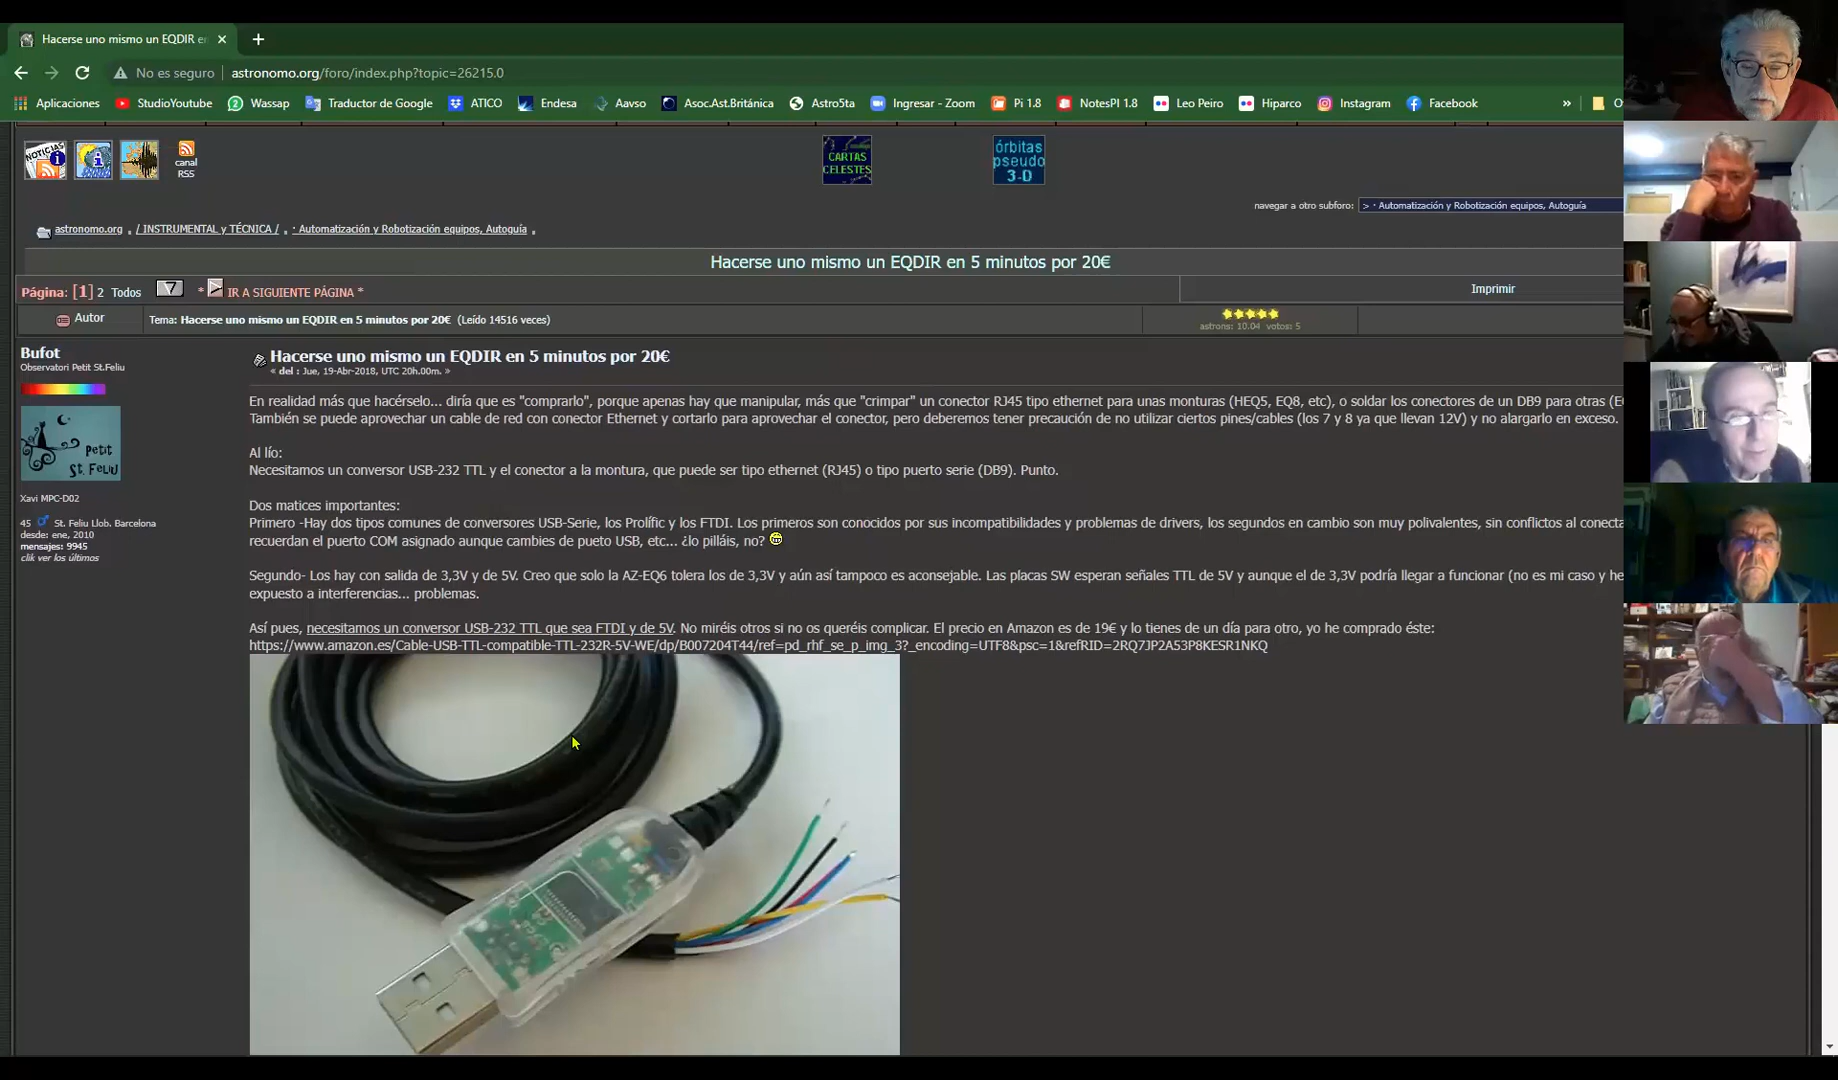 Hacerse uno mismo un EQDIR e
No es seguro astronomo.org/foro/index.php?topic=26215.0
Aplicaciones StudioYoutube Wassap Traductor de Google ATICO Endesa Aavso Asoc.Ast.Británica Astro5ta Ingresar - Zoom Pi 1.8 NotesPI 1.8 Leo Peiro Hiparco Instagram Facebook » O
NOTICIAS
canal
RSS
CARTAS
CELESTES
órbitas
pseudo
3-D
navegar a otro subforo: > · Automatización y Robotización equipos, Autoguía
astronomo.org / INSTRUMENTAL y TÉCNICA / · Automatización y Robotización equipos, Autoguía
Hacerse uno mismo un EQDIR en 5 minutos por 20€
Página: [1] 2 Todos * IR A SIGUIENTE PÁGINA * Imprimir
Autor Tema: Hacerse uno mismo un EQDIR en 5 minutos por 20€ (Leído 14516 veces)
astrons: 10.04 votos: 5
Bufot
Observatori Petit St.Feliu
Petit
St. Feliu
Xavi MPC-D02
45 St. Feliu Llob. Barcelona
desde: ene, 2010
mensajes: 9945
clik ver los últimos
Hacerse uno mismo un EQDIR en 5 minutos por 20€
« del : Jue, 19-Abr-2018, UTC 20h.00m. »
En realidad más que hacérselo... diría que es "comprarlo", porque apenas hay que manipular, más que "crimpar" un conector RJ45 tipo ethernet para unas monturas (HEQ5, EQ8, etc), o soldar los conectores de un DB9 para otras (E
También se puede aprovechar un cable de red con conector Ethernet y cortarlo para aprovechar el conector, pero deberemos tener precaución de no utilizar ciertos pines/cables (los 7 y 8 ya que llevan 12V) y no alargarlo en exceso.
Al lío:
Necesitamos un conversor USB-232 TTL y el conector a la montura, que puede ser tipo ethernet (RJ45) o tipo puerto serie (DB9). Punto.
Dos matices importantes:
Primero -Hay dos tipos comunes de conversores USB-Serie, los Prolífic y los FTDI. Los primeros son conocidos por sus incompatibilidades y problemas de drivers, los segundos en cambio son muy polivalentes, sin conflictos al conecta
recuerdan el puerto COM asignado aunque cambies de pueto USB, etc... ¿lo pilláis, no?
Segundo- Los hay con salida de 3,3V y de 5V. Creo que solo la AZ-EQ6 tolera los de 3,3V y aún así tampoco es aconsejable. Las placas SW esperan señales TTL de 5V y aunque el de 3,3V podría llegar a funcionar (no es mi caso y he
expuesto a interferencias... problemas.
Así pues, necesitamos un conversor USB-232 TTL que sea FTDI y de 5V. No miréis otros si no os queréis complicar. El precio en Amazon es de 19€ y lo tienes de un día para otro, yo he comprado éste:
https://www.amazon.es/Cable-USB-TTL-compatible-TTL-232R-5V-WE/dp/B007204T44/ref=pd_rhf_se_p_img_3?_encoding=UTF8&psc=1&refRID=2RQ7JP2A53P8KESR1NKQ